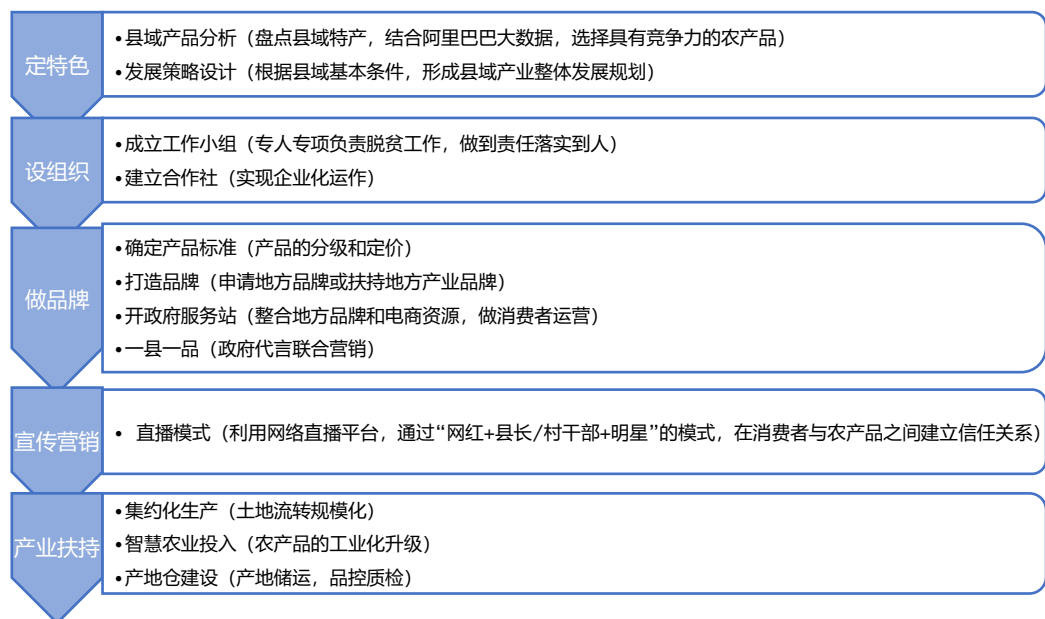 定特色
•县域产品分析（盘点县域特产，结合阿里巴巴大数据，选择具有竞争力的农产品）
•发展策略设计（根据县域基本条件，形成县域产业整体发展规划）
设组织
•成立工作小组（专人专项负责脱贫工作，做到责任落实到人）
•建立合作社（实现企业化运作）
做品牌
•确定产品标准（产品的分级和定价）
•打造品牌（申请地方品牌或扶持地方产业品牌）
•开政府服务站（整合地方品牌和电商资源，做消费者运营）
•一县一品（政府代言联合营销）
宣传营销
• 直播模式（利用网络直播平台，通过“网红+县长/村干部+明星”的模式，在消费者与农产品之间建立信任关系）
产业扶持
•集约化生产（土地流转规模化）
•智慧农业投入（农产品的工业化升级）
•产地仓建设（产地储运，品控质检）